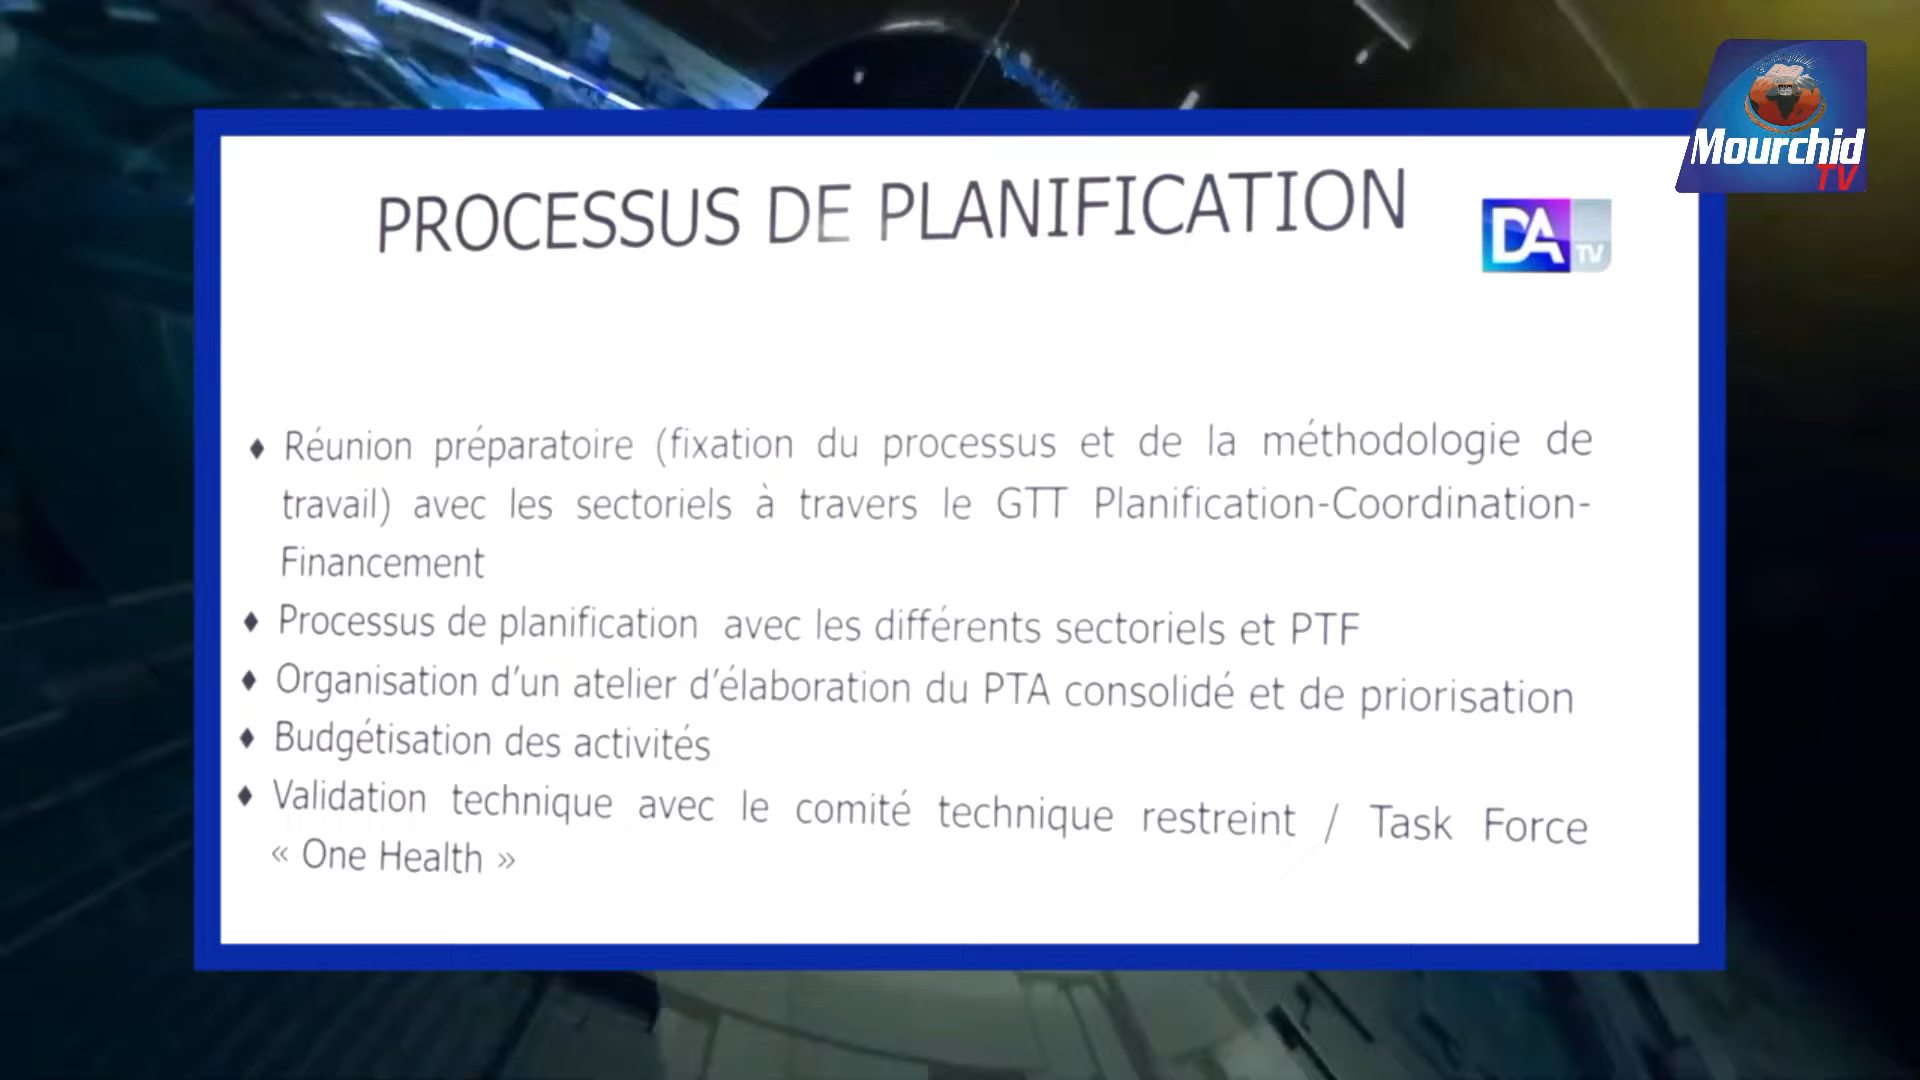 Mourchid
TV
PROCESSUS DE PLANIFICATION
DA TV
♦ Réunion préparatoire (fixation du processus et de la méthodologie de
travail) avec les sectoriels à travers le GTT Planification-Coordination-
Financement
♦ Processus de planification avec les différents sectoriels et PTF
♦ Organisation d'un atelier d'élaboration du PTA consolidé et de priorisation
♦ Budgétisation des activités
♦ Validation technique avec le comité technique restreint / Task Force
« One Health »